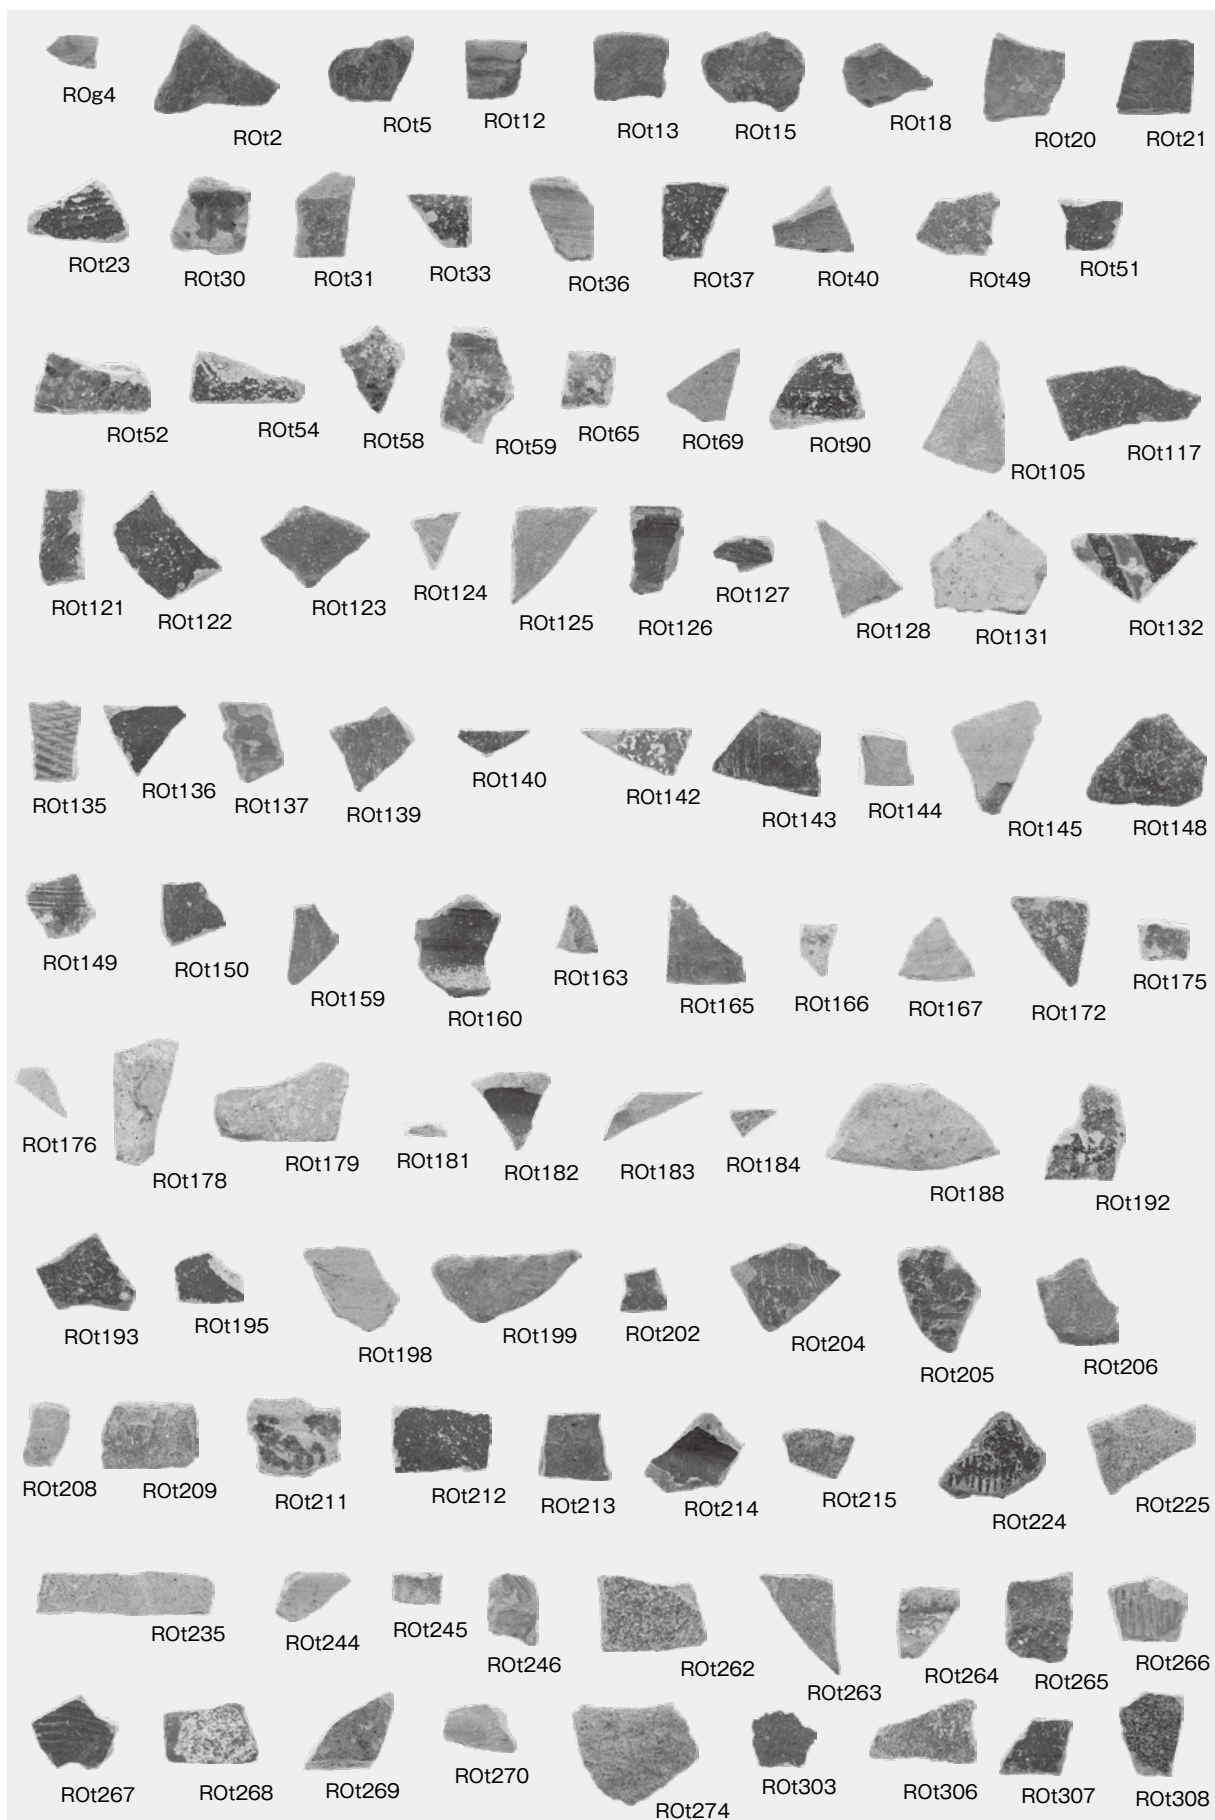 ROg4 ROt2 ROt5 ROt12 ROt13 ROt15 ROt18 ROt20 ROt21
ROt23 ROt30 ROt31 ROt33 ROt36 ROt37 ROt40 ROt49 ROt51
ROt52 ROt54 ROt58 ROt59 ROt65 ROt69 ROt90 ROt105 ROt117
ROt121 ROt122 ROt123 ROt124 ROt125 ROt126 ROt127 ROt128 ROt131 ROt132
ROt135 ROt136 ROt137 ROt139 ROt140 ROt142 ROt143 ROt144 ROt145 ROt148
ROt149 ROt150 ROt159 ROt160 ROt163 ROt165 ROt166 ROt167 ROt172 ROt175
ROt176 ROt178 ROt179 ROt181 ROt182 ROt183 ROt184 ROt188 ROt192
ROt193 ROt195 ROt198 ROt199 ROt202 ROt204 ROt205 ROt206
ROt208 ROt209 ROt211 ROt212 ROt213 ROt214 ROt215 ROt224 ROt225
ROt235 ROt244 ROt245 ROt246 ROt262 ROt263 ROt264 ROt265 ROt266
ROt267 ROt268 ROt269 ROt270 ROt274 ROt303 ROt306 ROt307 ROt308